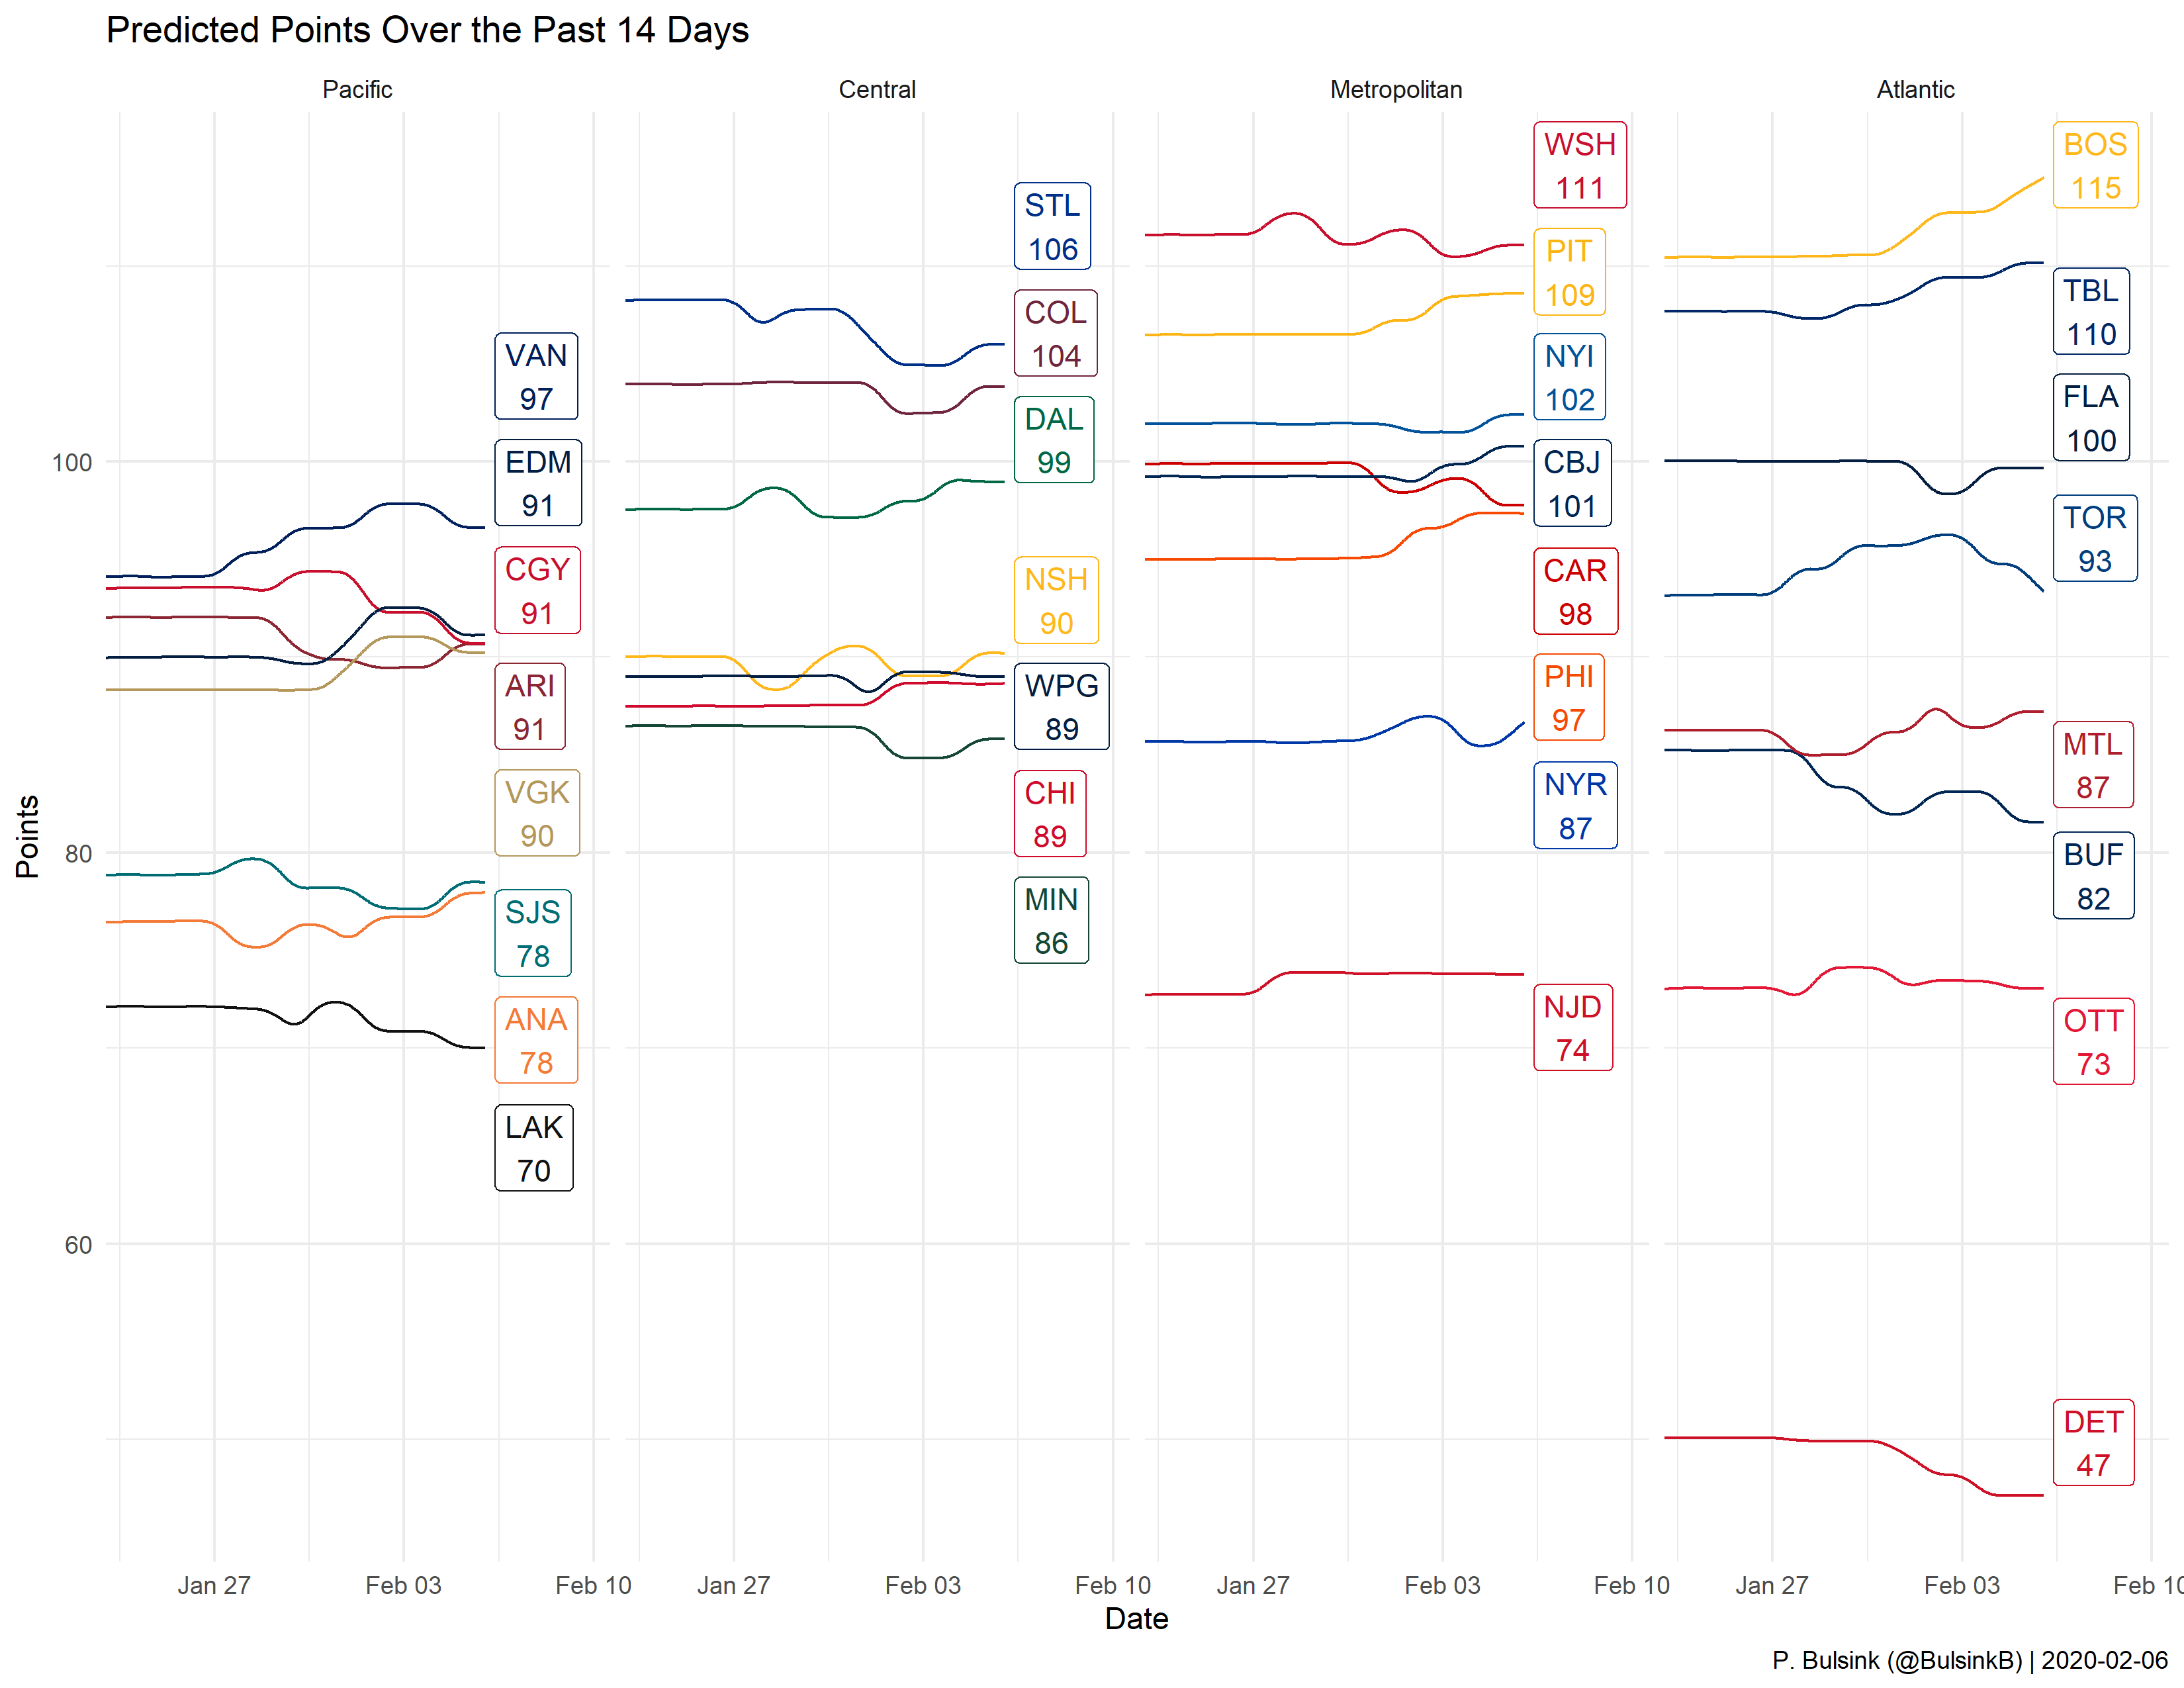 Predicted Points Over the Past 14 Days
Pacific
Central
Metropolitan
Atlantic
Points
100
80
60
VAN
97
EDM
91
CGY
91
ARI
91
VGK
90
SJS
78
ANA
78
LAK
70
STL
106
COL
104
DAL
99
NSH
90
WPG
89
CHI
89
MIN
86
WSH
111
PIT
109
NYI
102
CBJ
101
CAR
98
PHI
97
NYR
87
NJD
74
BOS
115
TBL
110
FLA
100
TOR
93
MTL
87
BUF
82
OTT
73
DET
47
Jan 27 Feb 03 Feb 10
Jan 27 Feb 03 Feb 10
Jan 27 Feb 03 Feb 10
Jan 27 Feb 03 Feb 10
Date
P. Bulsink (@BulsinkB) | 2020-02-06